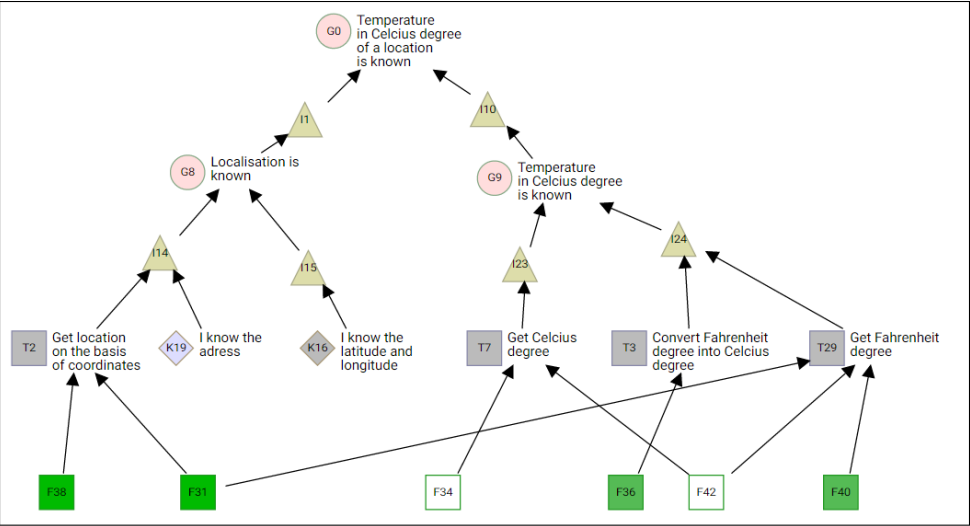 G0
Temperature
in Celcius degree
of a location
is known
I1
I10
G8
Localisation is
known
G9
Temperature
in Celcius degree
is known
I14
I15
I23
I24
T2
Get location
on the basis
of coordinates
K19
I know the
adress
K16
I know the
latitude and
longitude
T7
Get Celcius
degree
T3
Convert Fahrenheit
degree into Celcius
degree
T29
Get Fahrenheit
degree
F38
F31
F34
F36
F42
F40